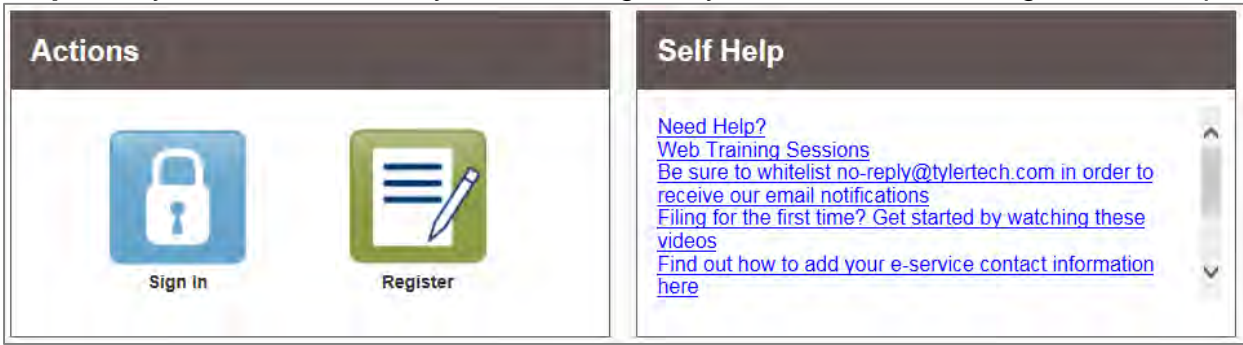 Actions
Sign in
Register
Self Help
Need Help?
Web Training Sessions
Be sure to whitelist no-reply@tylertech.com in order to
receive our email notifications
Filing for the first time? Get started by watching these
videos
Find out how to add your e-service contact information
here